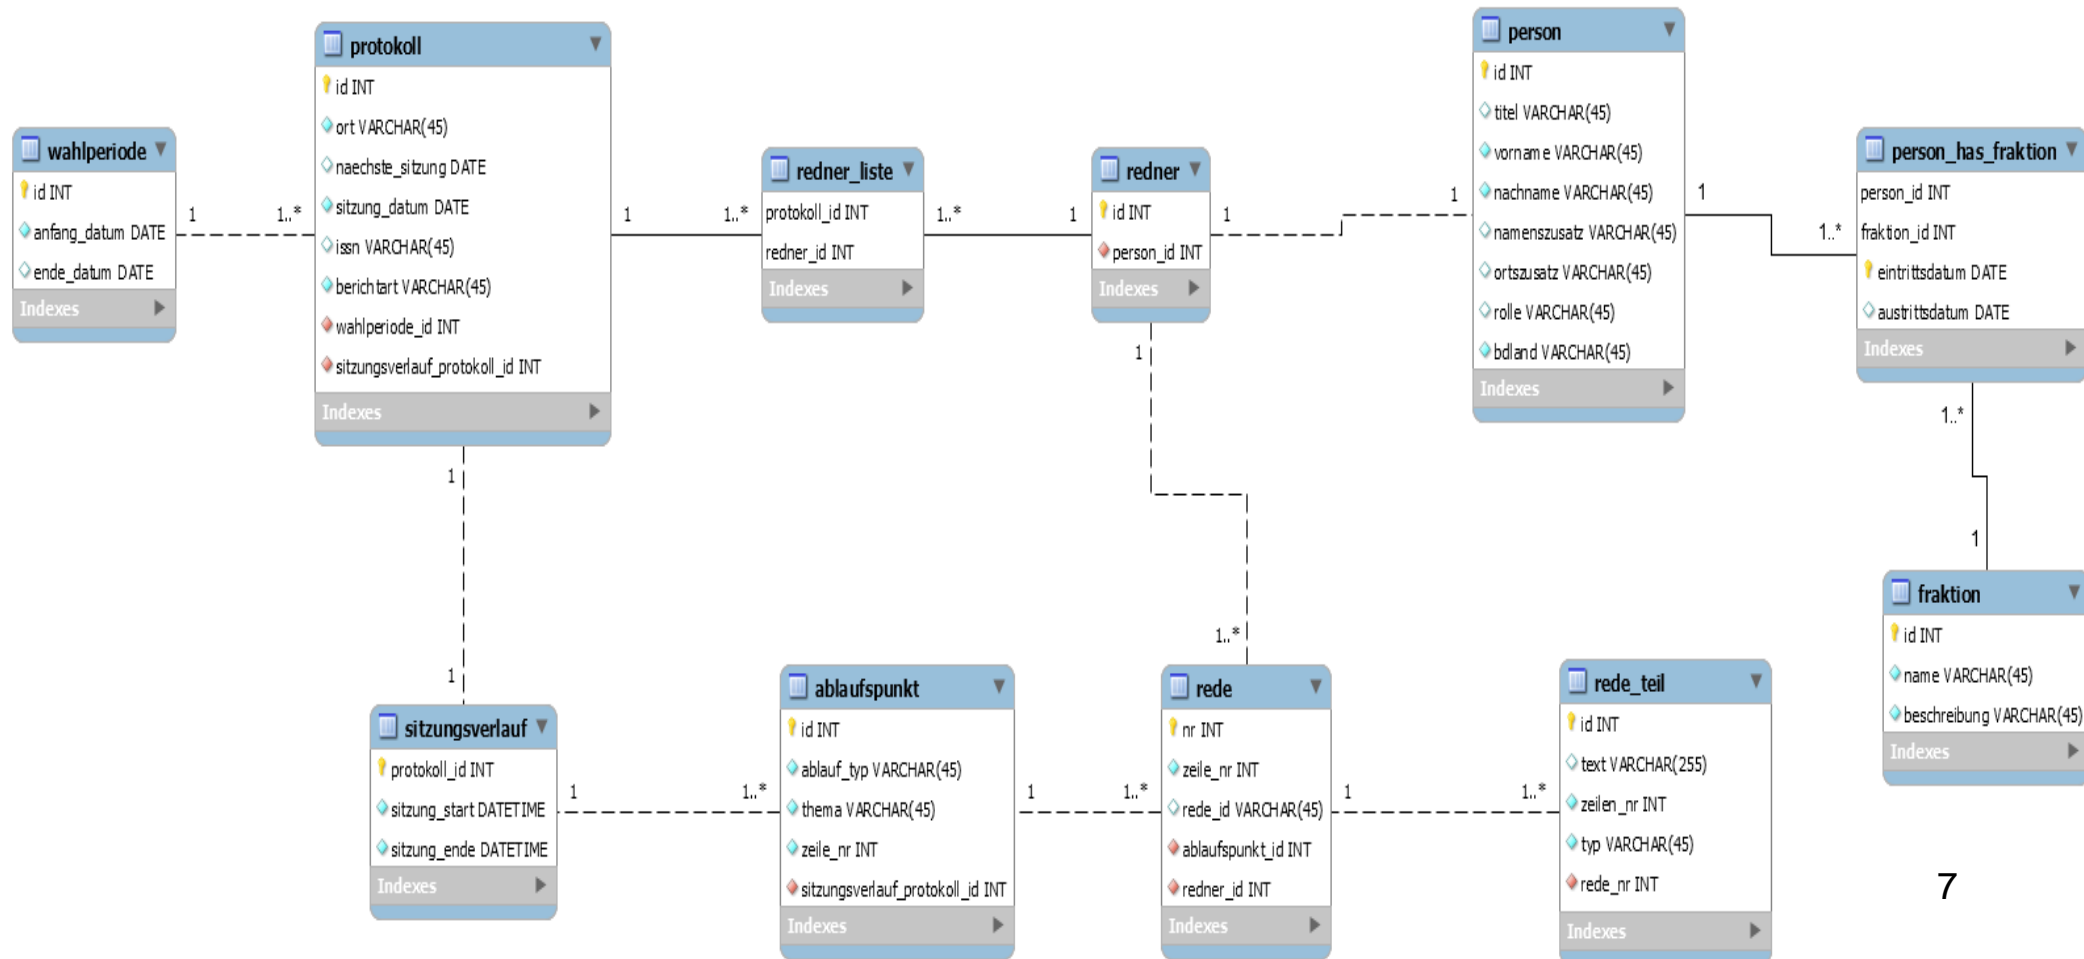 wahlperiode
id INT
anfang_datum DATE
ende_datum DATE
Indexes
1
1..*
protokoll
id INT
ort VARCHAR(45)
naechste_sitzung DATE
sitzung_datum DATE
issn VARCHAR(45)
berichtart VARCHAR(45)
wahlperiode_id INT
sitzungsverlauf_protokoll_id INT
Indexes
1
1..*
redner_liste
protokoll_id INT
redner_id INT
Indexes
1..*
1
redner
id INT
person_id INT
Indexes
1
1
person
id INT
titel VARCHAR(45)
vorname VARCHAR(45)
nachname VARCHAR(45)
namenszusatz VARCHAR(45)
ortszusatz VARCHAR(45)
rolle VARCHAR(45)
bdland VARCHAR(45)
Indexes
1
1..*
person_has_fraktion
person_id INT
fraktion_id INT
eintrittsdatum DATE
austrittsdatum DATE
Indexes
1..*
1
fraktion
id INT
name VARCHAR(45)
beschreibung VARCHAR(45)
Indexes
1
1
sitzungsverlauf
protokoll_id INT
sitzung_start DATETIME
sitzung_ende DATETIME
Indexes
1
1..*
ablaufspunkt
id INT
ablauf_typ VARCHAR(45)
thema VARCHAR(45)
zeile_nr INT
sitzungsverlauf_protokoll_id INT
Indexes
1
1..*
1
1..*
rede
nr INT
zeile_nr INT
rede_id VARCHAR(45)
ablaufspunkt_id INT
redner_id INT
Indexes
1
1..*
rede_teil
id INT
text VARCHAR(255)
zeilen_nr INT
typ VARCHAR(45)
rede_nr INT
Indexes
7